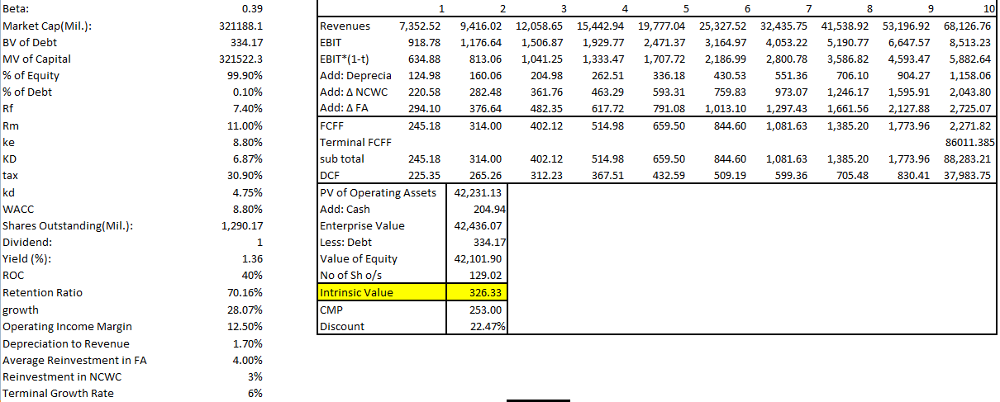 Beta: 0.39 1 2 3 4 5 6 7 8 9 10
Market Cap(Mil.): 321188.1 Revenues 7,352.52 9,416.02 12,058.65 15,442.94 19,777.04 25,327.52 32,435.75 41,538.92 53,196.92 68,126.76
BV of Debt 334.17 EBIT 918.78 1,176.64 1,506.87 1,929.77 2,471.37 3,164.97 4,053.22 5,190.77 6,647.57 8,513.23
MV of Capital 321522.3 EBIT*(1-t) 634.88 813.06 1,041.25 1,333.47 1,707.72 2,186.99 2,800.78 3,586.82 4,593.47 5,882.64
% of Equity 99.90% Add: Deprecia 124.98 160.06 204.98 262.51 336.18 430.53 551.36 706.10 904.27 1,158.06
% of Debt 0.10% Add: Δ NCWC 220.58 282.48 361.76 463.29 593.31 759.83 973.07 1,246.17 1,595.91 2,043.80
Rf 7.40% Add: Δ FA 294.10 376.64 482.35 617.72 791.08 1,013.10 1,297.43 1,661.56 2,127.88 2,725.07
Rm 11.00% FCFF 245.18 314.00 402.12 514.98 659.50 844.60 1,081.63 1,385.20 1,773.96 2,271.82
ke 8.80% Terminal FCFF 86011.385
KD 6.87% sub total 245.18 314.00 402.12 514.98 659.50 844.60 1,081.63 1,385.20 1,773.96 88,283.21
tax 30.90% DCF 225.35 265.26 312.23 367.51 432.59 509.19 599.36 705.48 830.41 37,983.75
kd 4.75% PV of Operating Assets 42,231.13
WACC 8.80% Add: Cash 204.94
Shares Outstanding(Mil.): 1,290.17 Enterprise Value 42,436.07
Dividend: 1 Less: Debt 334.17
Yield (%): 1.36 Value of Equity 42,101.90
ROC 40% No of Sh o/s 129.02
Retention Ratio 70.16% Intrinsic Value 326.33
growth 28.07% CMP 253.00
Operating Income Margin 12.50% Discount 22.47%
Depreciation to Revenue 1.70%
Average Reinvestment in FA 4.00%
Reinvestment in NCWC 3%
Terminal Growth Rate 6%